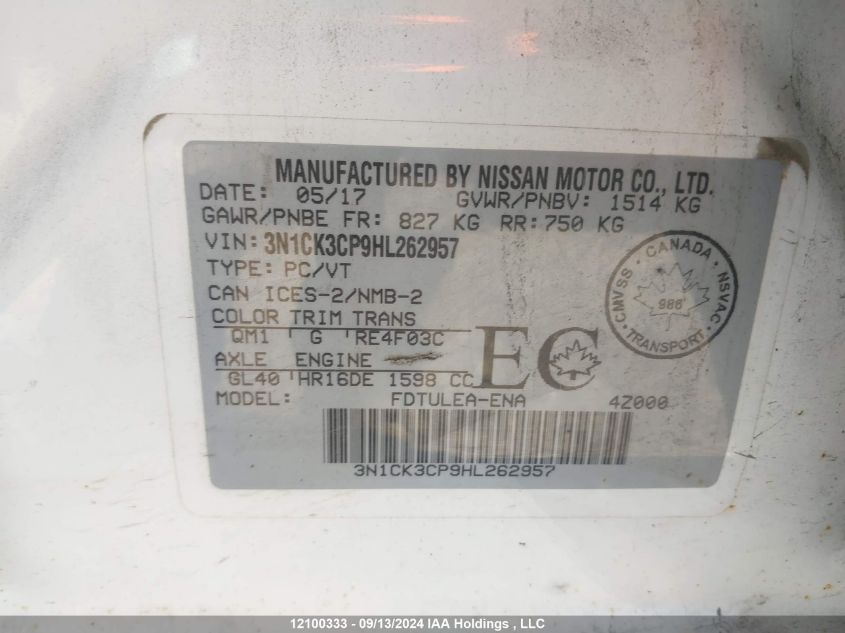 MANUFACTURED BY NISSAN MOTOR CO., LTD.
DATE: 05/17 GVWR/PNBV: 1514 KG
GAWR/PNBE FR: 827 KG RR: 750 KG
VIN: 3N1CK3CP9HL262957
TYPE: PC/VT
CAN ICES-2/NMB-2
COLOR TRIM TRANS
QM1 G RE4F03C
AXLE ENGINE
GL40 HR16DE 1598 CC
MODEL: FDTULEA-ENA 4Z000
EC
CANADA
CMVSS NSVAC
986
TRANSPORT
3N1CK3CP9HL262957
12100333 - 09/13/2024 IAA Holdings , LLC